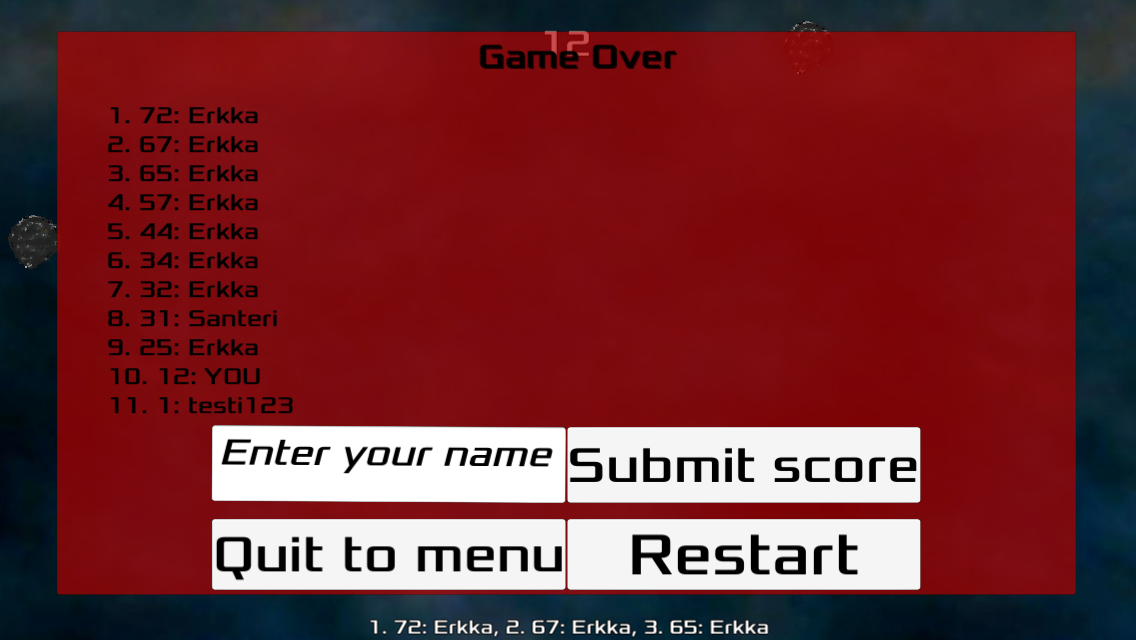 12
Game Over
1. 72: Erkka
2. 67: Erkka
3. 65: Erkka
4. 57: Erkka
5. 44: Erkka
6. 34: Erkka
7. 32: Erkka
8. 31: Santeri
9. 25: Erkka
10. 12: YOU
11. 1: testi123
Enter your name
Submit score
Quit to menu
Restart
1. 72: Erkka, 2. 67: Erkka, 3. 65: Erkka